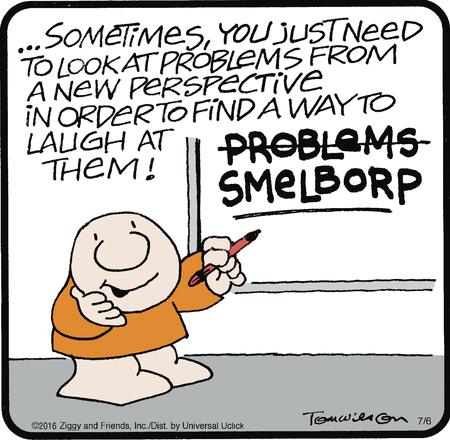 ...SOMETIMES, YOU JUST NEED
TO LOOK AT PROBLEMS FROM
A NEW PERSPECTIVE
IN ORDER TO FIND A WAY TO
LAUGH AT
THEM!
PROBLEMS
SMELBORP
©2016 Ziggy and Friends, Inc./Dist. by Universal Uclick
Tom Wilson
7/6